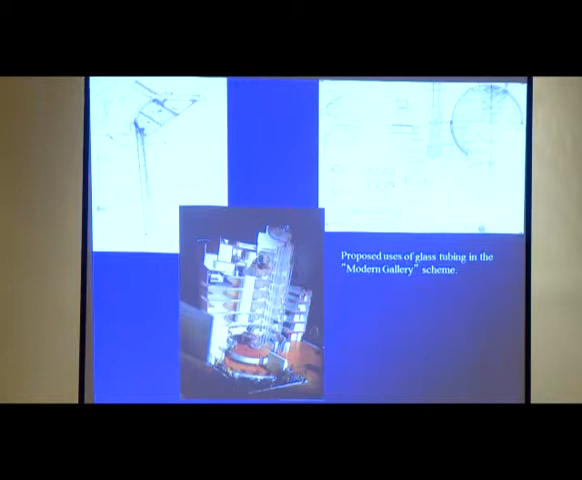 Proposed uses of glass tubing in the
"Modern Gallery" scheme.